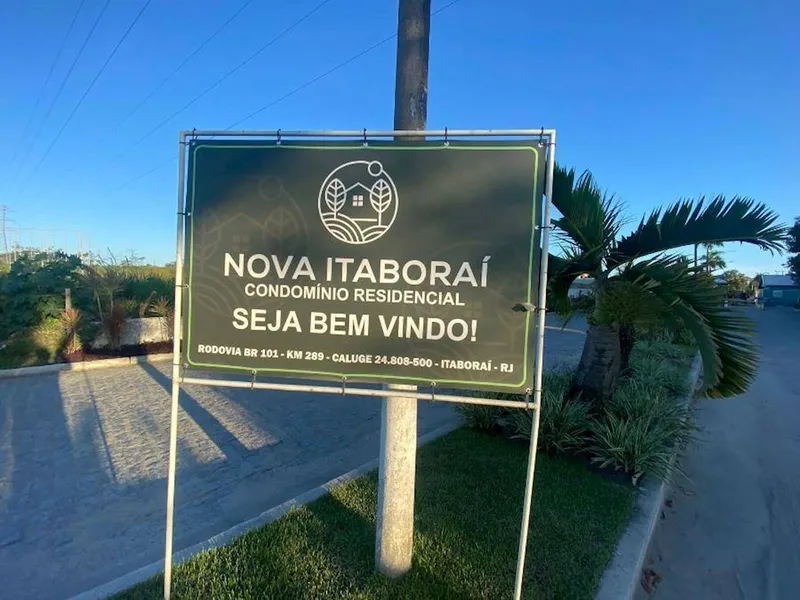 NOVA ITABORAÍ
CONDOMÍNIO RESIDENCIAL
SEJA BEM VINDO!
RODOVIA BR 101 - KM 289 - CALUGE 24.808-500 - ITABORAÍ - RJ